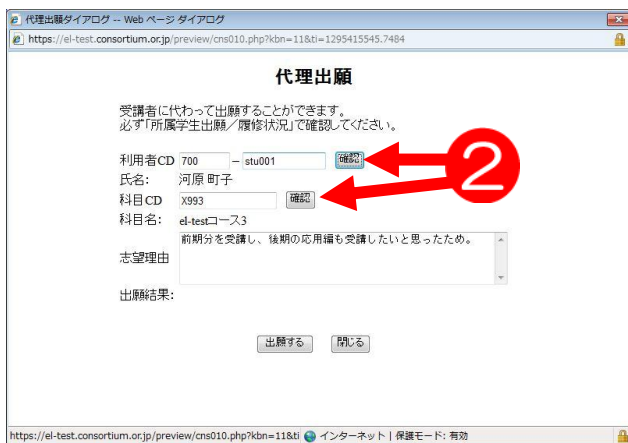 代理出願ダイアログ -- Web ページ ダイアログ
https://el-test.consortium.or.jp/preview/cns010.php?kbn=11&ti=1295415545.7484
代理出願
受講者に代わって出願することができます。
必ず「所属学生出願／履修状況」で確認してください。
利用者CD 700 － stu001 確認
2
氏名： 河原 町子
科目CD X993 確認
科目名： el-testコース3
志望理由 前期分を受講し、後期の応用編も受講したいと思ったため。
出願結果：
出願する 閉じる
https://el-test.consortium.or.jp/preview/cns010.php?kbn=11&ti インターネット | 保護モード: 有効